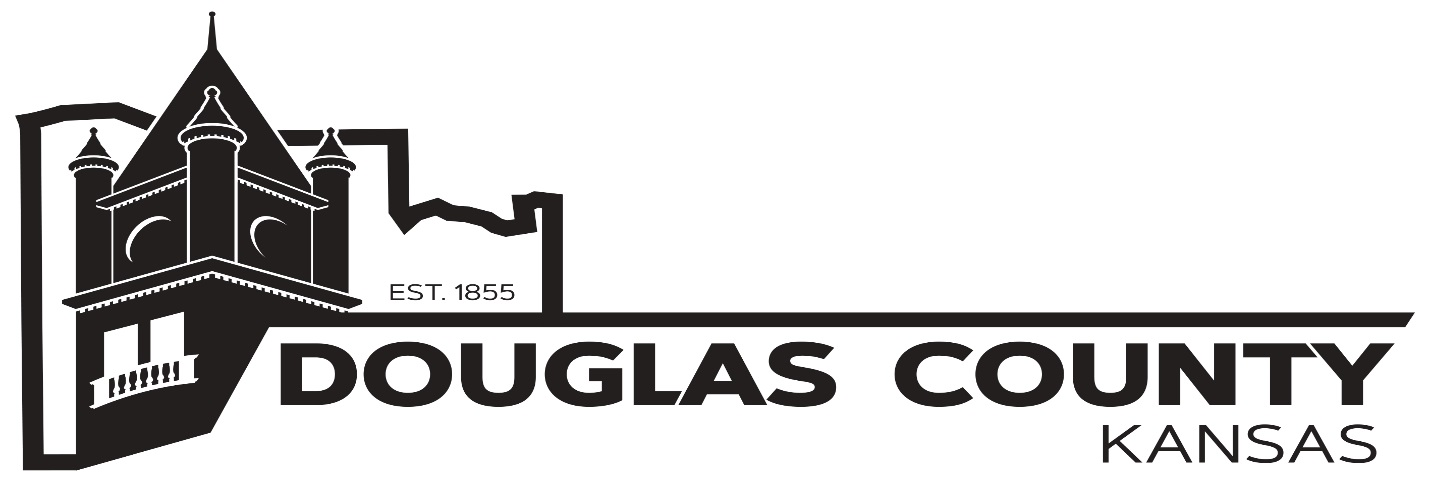 EST. 1855
DOUGLAS COUNTY
KANSAS